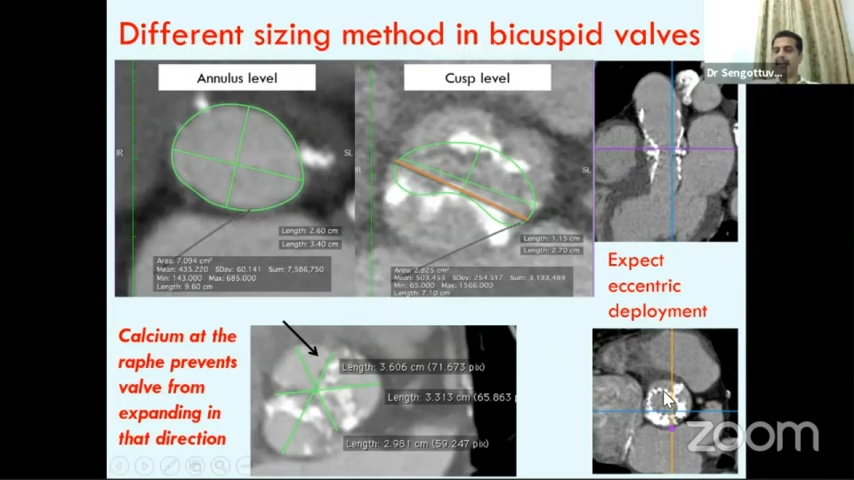 Different sizing method in bicuspid valves
Dr Sengottuv...
Annulus level
Cusp level
IR
SL
SL
Length: 2.60 cm
Length: 3.40 cm
Area: 7.094 cm²
Mean: 435.220 SDev: 60.141 Sum: 7,586,750
Min: 143.000 Max: 685.000
Length: 9.60 cm
Length: 1.15 cm
Length: 2.70 cm
Area: 2.825 cm²
Mean: 503.453 SDev: 254.517 Sum: 3,133,489
Min: 65.000 Max: 1566.000
Length: 7.10 cm
Expect
eccentric
deployment
Calcium at the
raphe prevents
valve from
expanding in
that direction
Length: 3.606 cm (71.673 pix)
Length: 3.313 cm (65.863 p
Length: 2.981 cm (59.247 pix)
zoom